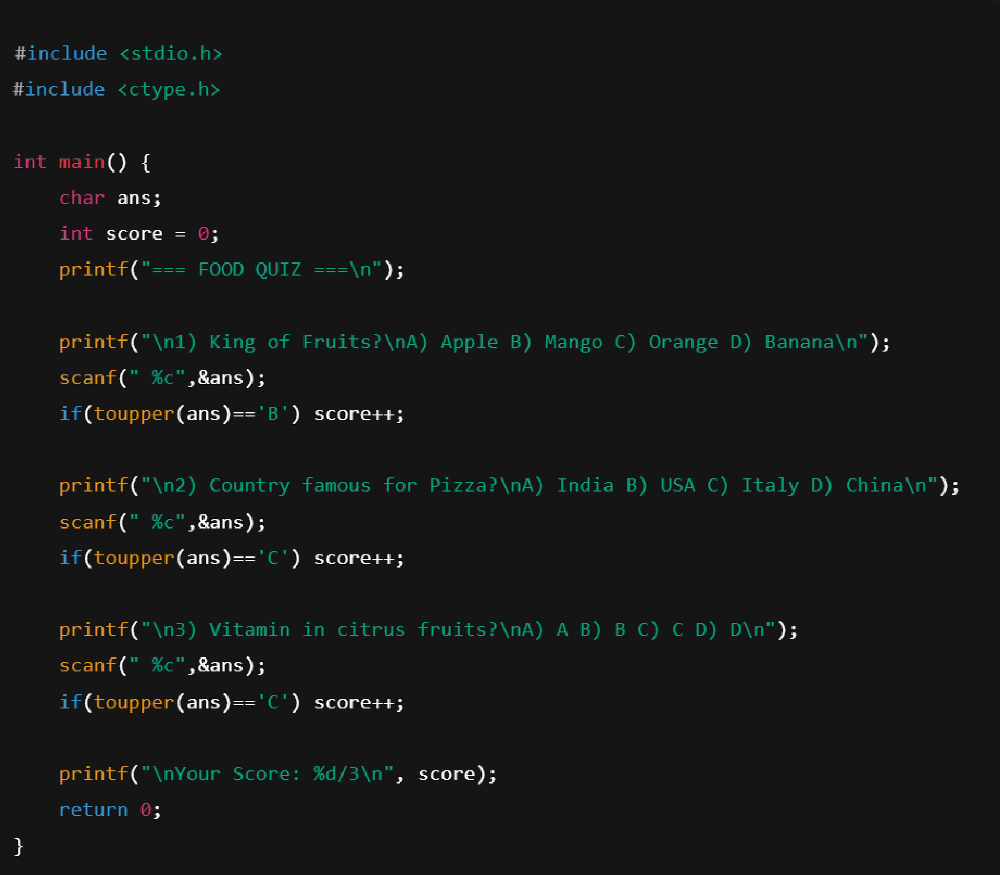 #include <stdio.h>
#include <ctype.h>
int main() {
char ans;
int score = 0;
printf("=== FOOD QUIZ ===\n");
printf("\n1) King of Fruits?\nA) Apple B) Mango C) Orange D) Banana\n");
scanf(" %c",&ans);
if(toupper(ans)=='B') score++;
printf("\n2) Country famous for Pizza?\nA) India B) USA C) Italy D) China\n");
scanf(" %c",&ans);
if(toupper(ans)=='C') score++;
printf("\n3) Vitamin in citrus fruits?\nA) A B) B C) C D) D\n");
scanf(" %c",&ans);
if(toupper(ans)=='C') score++;
printf("\nYour Score: %d/3\n", score);
return 0;
}